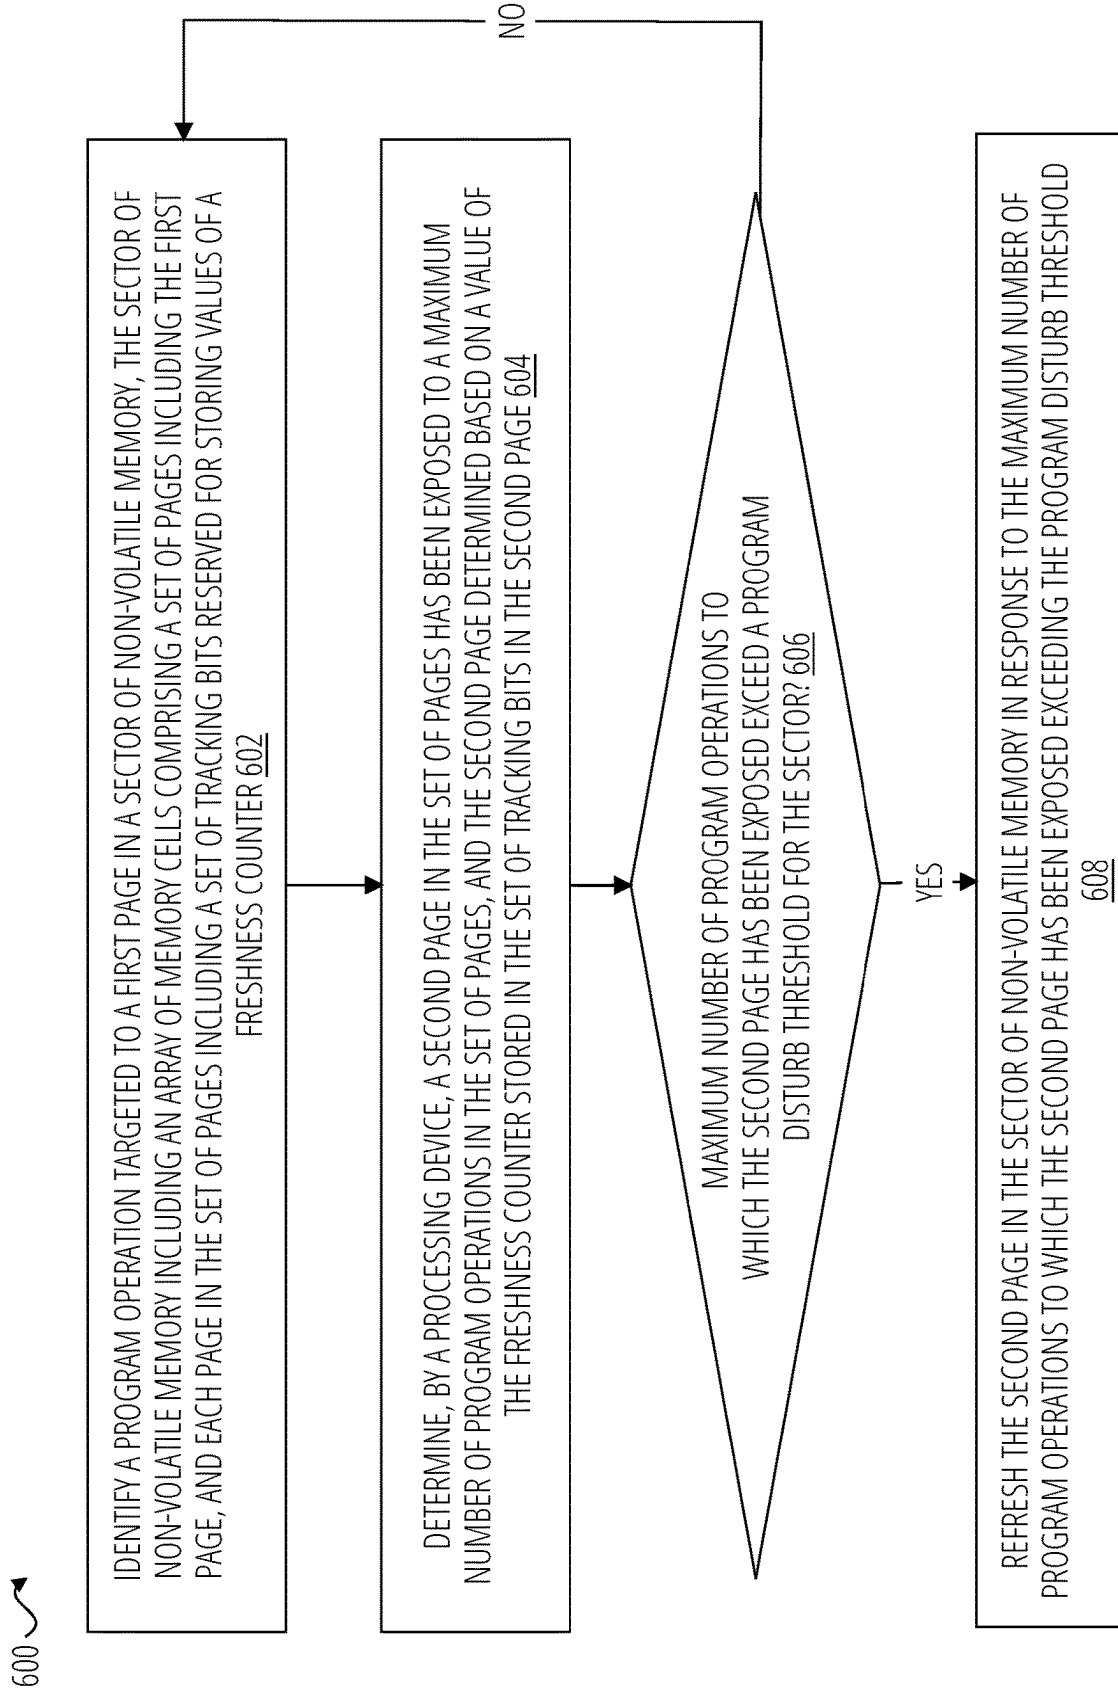 600
IDENTIFY A PROGRAM OPERATION TARGETED TO A FIRST PAGE IN A SECTOR OF NON-VOLATILE MEMORY, THE SECTOR OF
NON-VOLATILE MEMORY INCLUDING AN ARRAY OF MEMORY CELLS COMPRISING A SET OF PAGES INCLUDING THE FIRST
PAGE, AND EACH PAGE IN THE SET OF PAGES INCLUDING A SET OF TRACKING BITS RESERVED FOR STORING VALUES OF A
FRESHNESS COUNTER 602
DETERMINE, BY A PROCESSING DEVICE, A SECOND PAGE IN THE SET OF PAGES HAS BEEN EXPOSED TO A MAXIMUM
NUMBER OF PROGRAM OPERATIONS IN THE SET OF PAGES, AND THE SECOND PAGE DETERMINED BASED ON A VALUE OF
THE FRESHNESS COUNTER STORED IN THE SET OF TRACKING BITS IN THE SECOND PAGE 604
MAXIMUM NUMBER OF PROGRAM OPERATIONS TO
WHICH THE SECOND PAGE HAS BEEN EXPOSED EXCEED A PROGRAM
DISTURB THRESHOLD FOR THE SECTOR? 606
NO
YES
REFRESH THE SECOND PAGE IN THE SECTOR OF NON-VOLATILE MEMORY IN RESPONSE TO THE MAXIMUM NUMBER OF
PROGRAM OPERATIONS TO WHICH THE SECOND PAGE HAS BEEN EXPOSED EXCEEDING THE PROGRAM DISTURB THRESHOLD
608